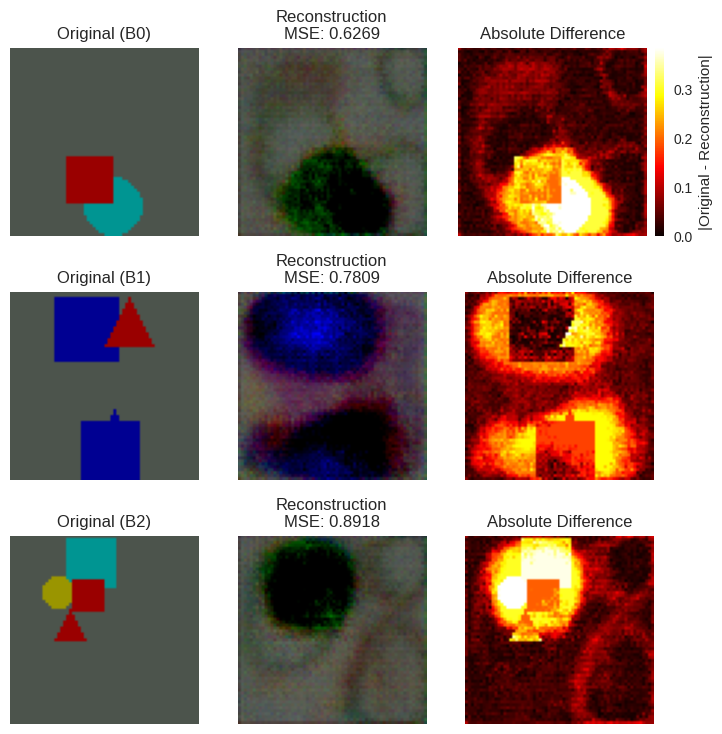 Original (B0)
Reconstruction
MSE: 0.6269
Absolute Difference
0.3
0.2
0.1
0.0
|Original - Reconstruction|
Original (B1)
Reconstruction
MSE: 0.7809
Absolute Difference
Original (B2)
Reconstruction
MSE: 0.8918
Absolute Difference